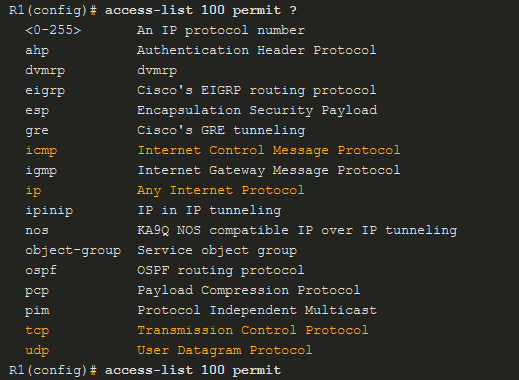 R1(config)# access-list 100 permit ?
<0-255> An IP protocol number
ahp Authentication Header Protocol
dvmrp dvmrp
eigrp Cisco's EIGRP routing protocol
esp Encapsulation Security Payload
gre Cisco's GRE tunneling
icmp Internet Control Message Protocol
igmp Internet Gateway Message Protocol
ip Any Internet Protocol
ipinip IP in IP tunneling
nos KA9Q NOS compatible IP over IP tunneling
object-group Service object group
ospf OSPF routing protocol
pcp Payload Compression Protocol
pim Protocol Independent Multicast
tcp Transmission Control Protocol
udp User Datagram Protocol
R1(config)# access-list 100 permit